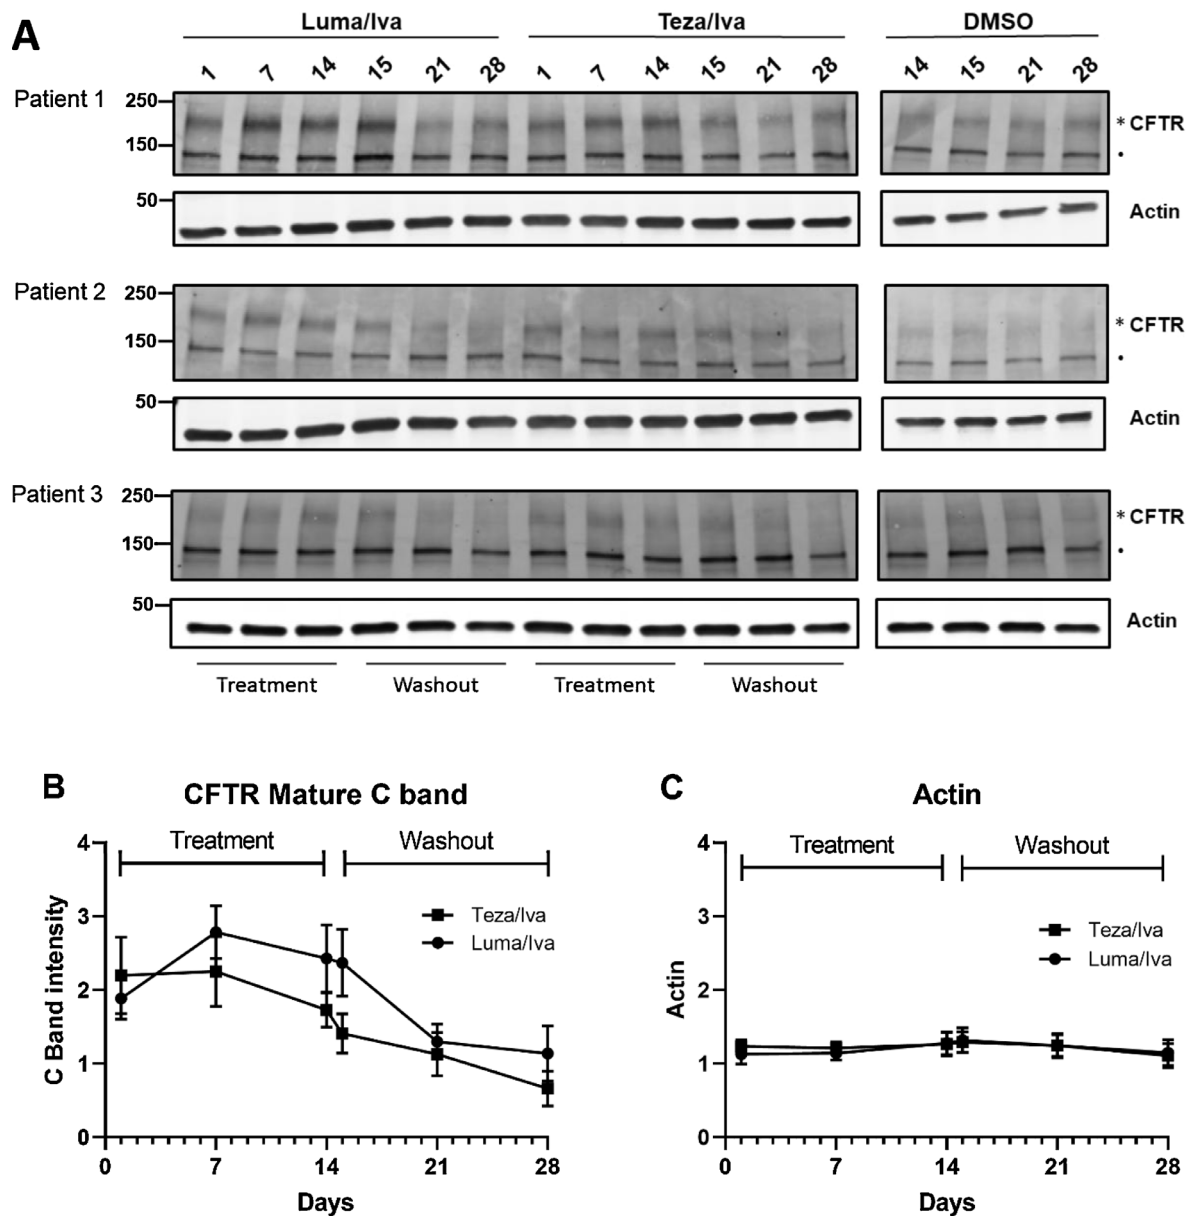 A
Luma/Iva Teza/Iva DMSO
1 7 14 15 21 28 1 7 14 15 21 28 14 15 21 28
Patient 1
250
150
* CFTR
•
50
Actin
Patient 2
250
150
* CFTR
•
50
Actin
Patient 3
250
150
* CFTR
•
50
Actin
Treatment Washout Treatment Washout
B
CFTR Mature C band
Treatment Washout
Teza/Iva
Luma/Iva
C Band intensity
4
3
2
1
0
0 7 14 21 28
Days
C
Actin
Treatment Washout
Teza/Iva
Luma/Iva
Actin
4
3
2
1
0
0 7 14 21 28
Days